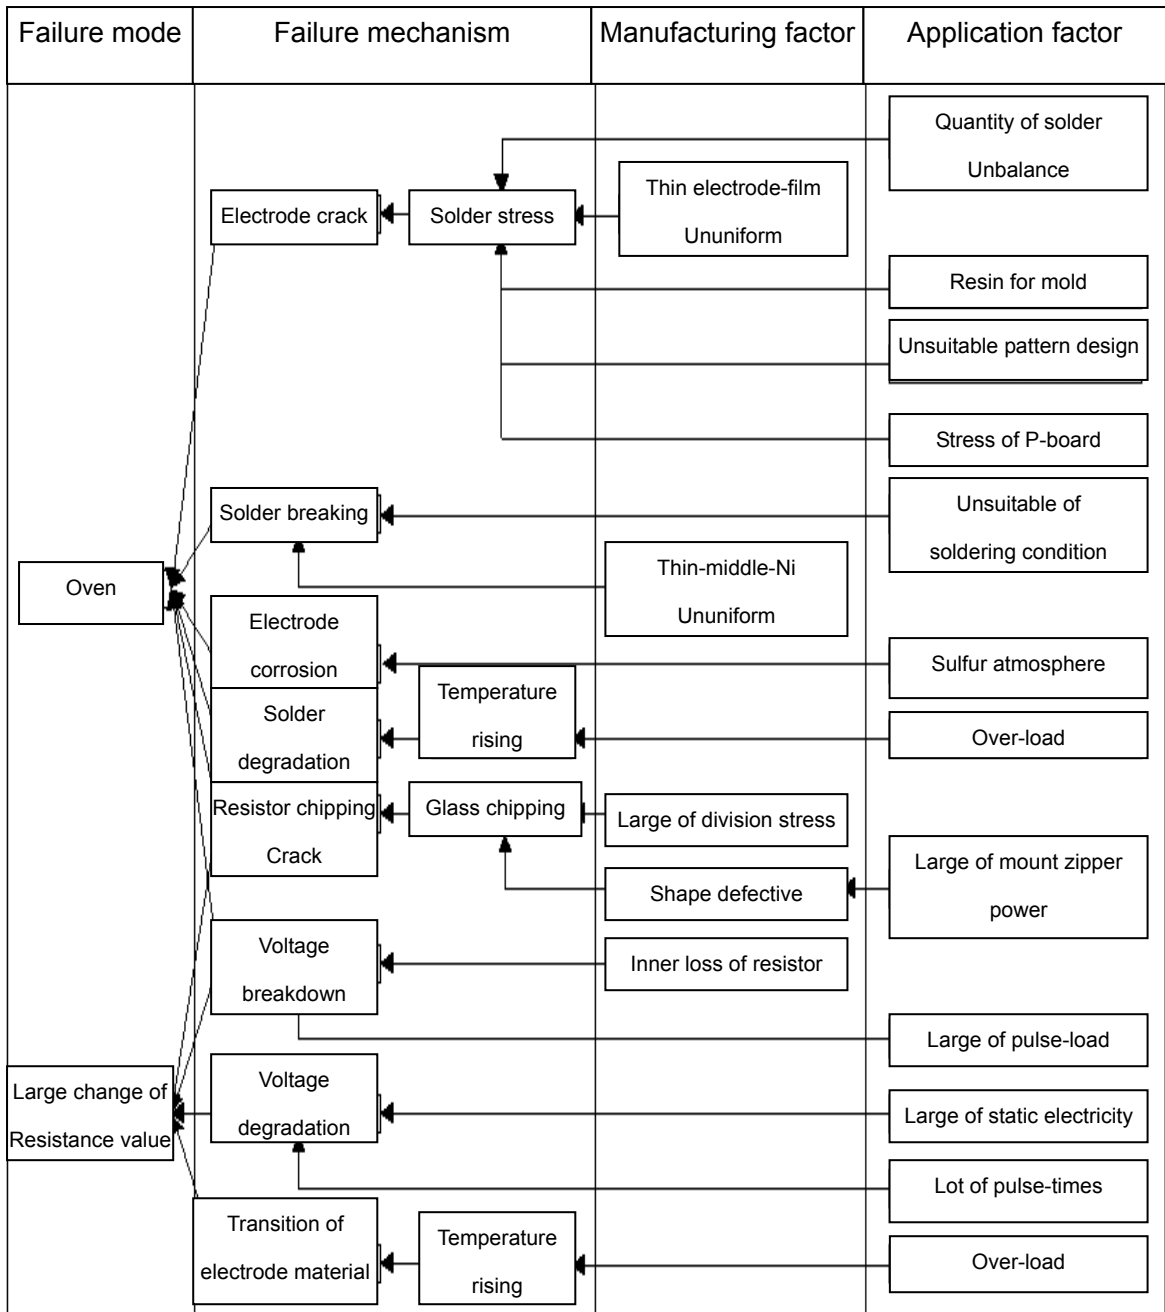 Failure mode
Failure mechanism
Manufacturing factor
Application factor
Quantity of solder
Unbalance
Thin electrode-film
Ununiform
Electrode crack
Solder stress
Resin for mold
Unsuitable pattern design
Stress of P-board
Solder breaking
Unsuitable of
soldering condition
Thin-middle-Ni
Ununiform
Oven
Electrode
corrosion
Sulfur atmosphere
Solder
degradation
Temperature
rising
Over-load
Resistor chipping
Crack
Glass chipping
Large of division stress
Shape defective
Large of mount zipper
power
Voltage
breakdown
Inner loss of resistor
Large of pulse-load
Large change of
Resistance value
Voltage
degradation
Large of static electricity
Lot of pulse-times
Transition of
electrode material
Temperature
rising
Over-load